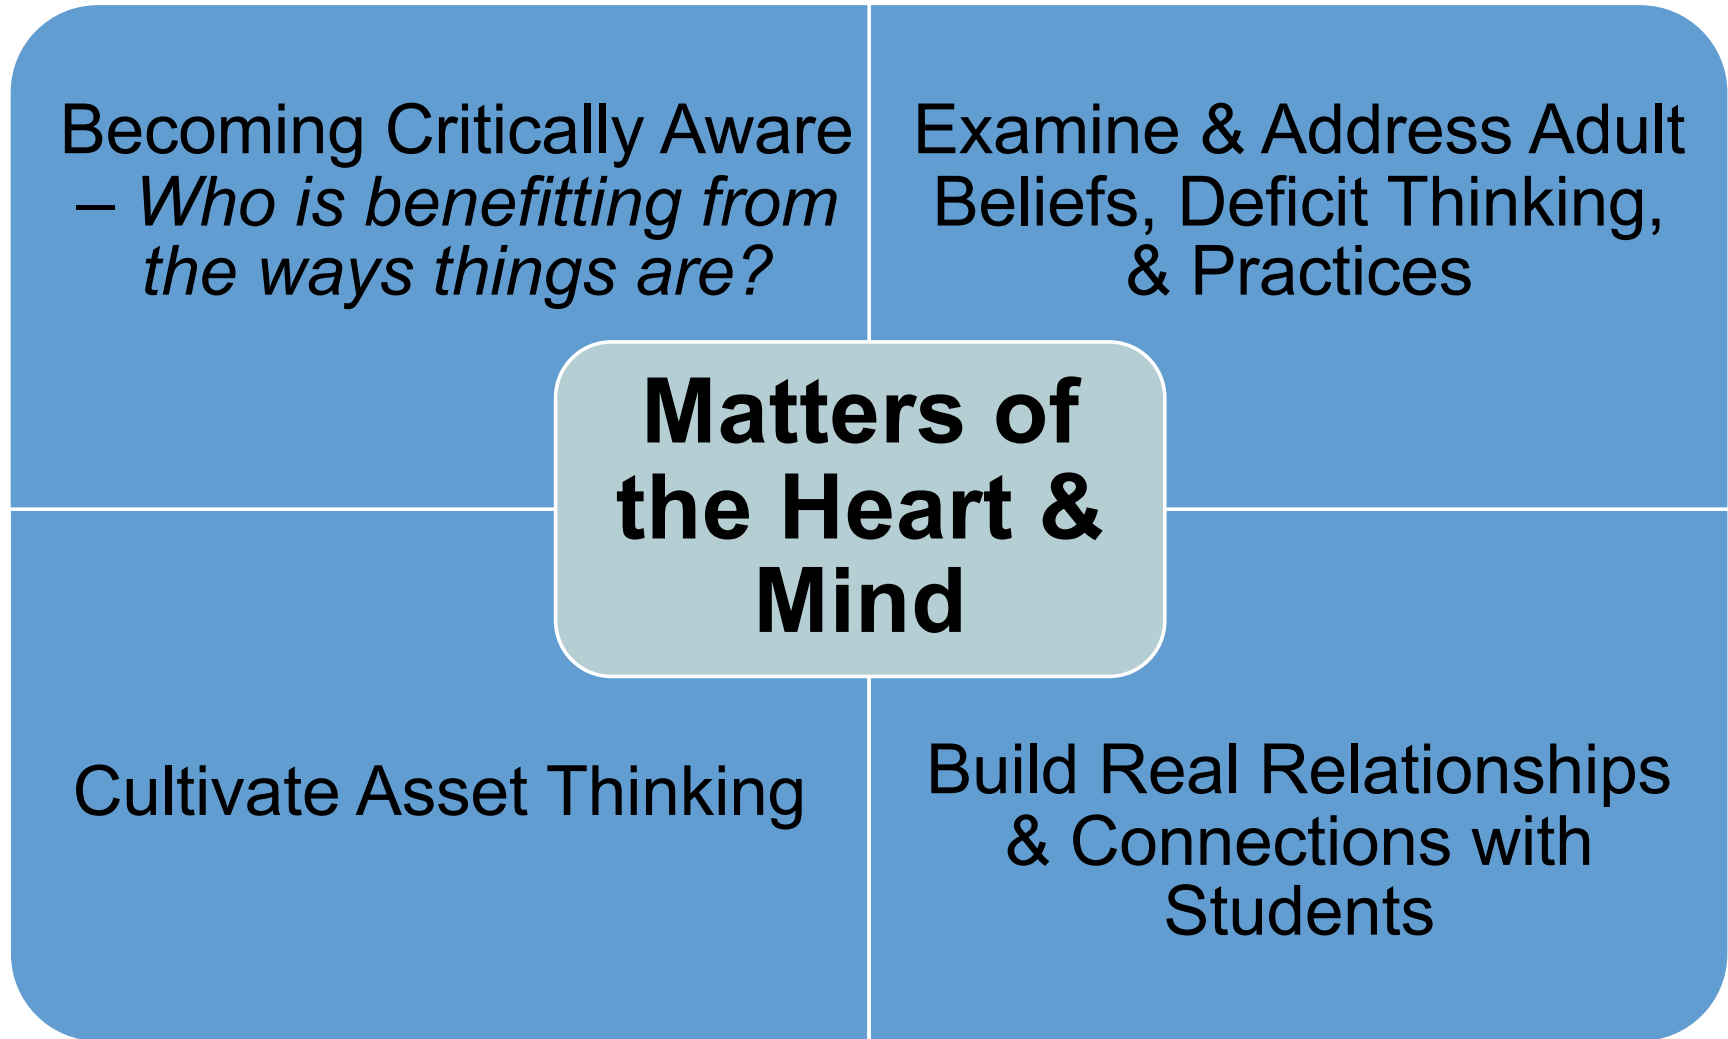 Becoming Critically Aware
– Who is benefitting from
the ways things are?
Examine & Address Adult
Beliefs, Deficit Thinking,
& Practices
Matters of
the Heart &
Mind
Cultivate Asset Thinking
Build Real Relationships
& Connections with
Students